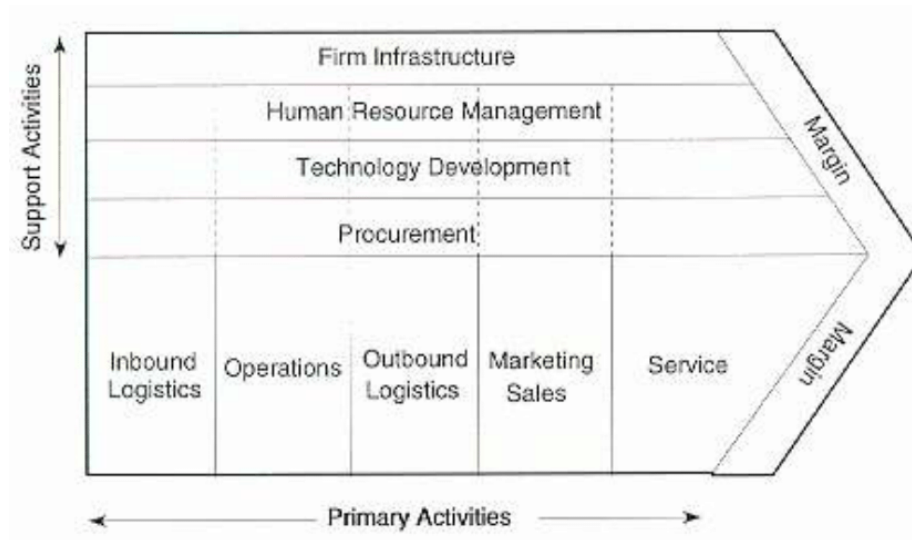 Support Activities
Firm Infrastructure
Human Resource Management
Technology Development
Procurement
Margin
Inbound
Logistics
Operations
Outbound
Logistics
Marketing
Sales
Service
Margin
Primary Activities